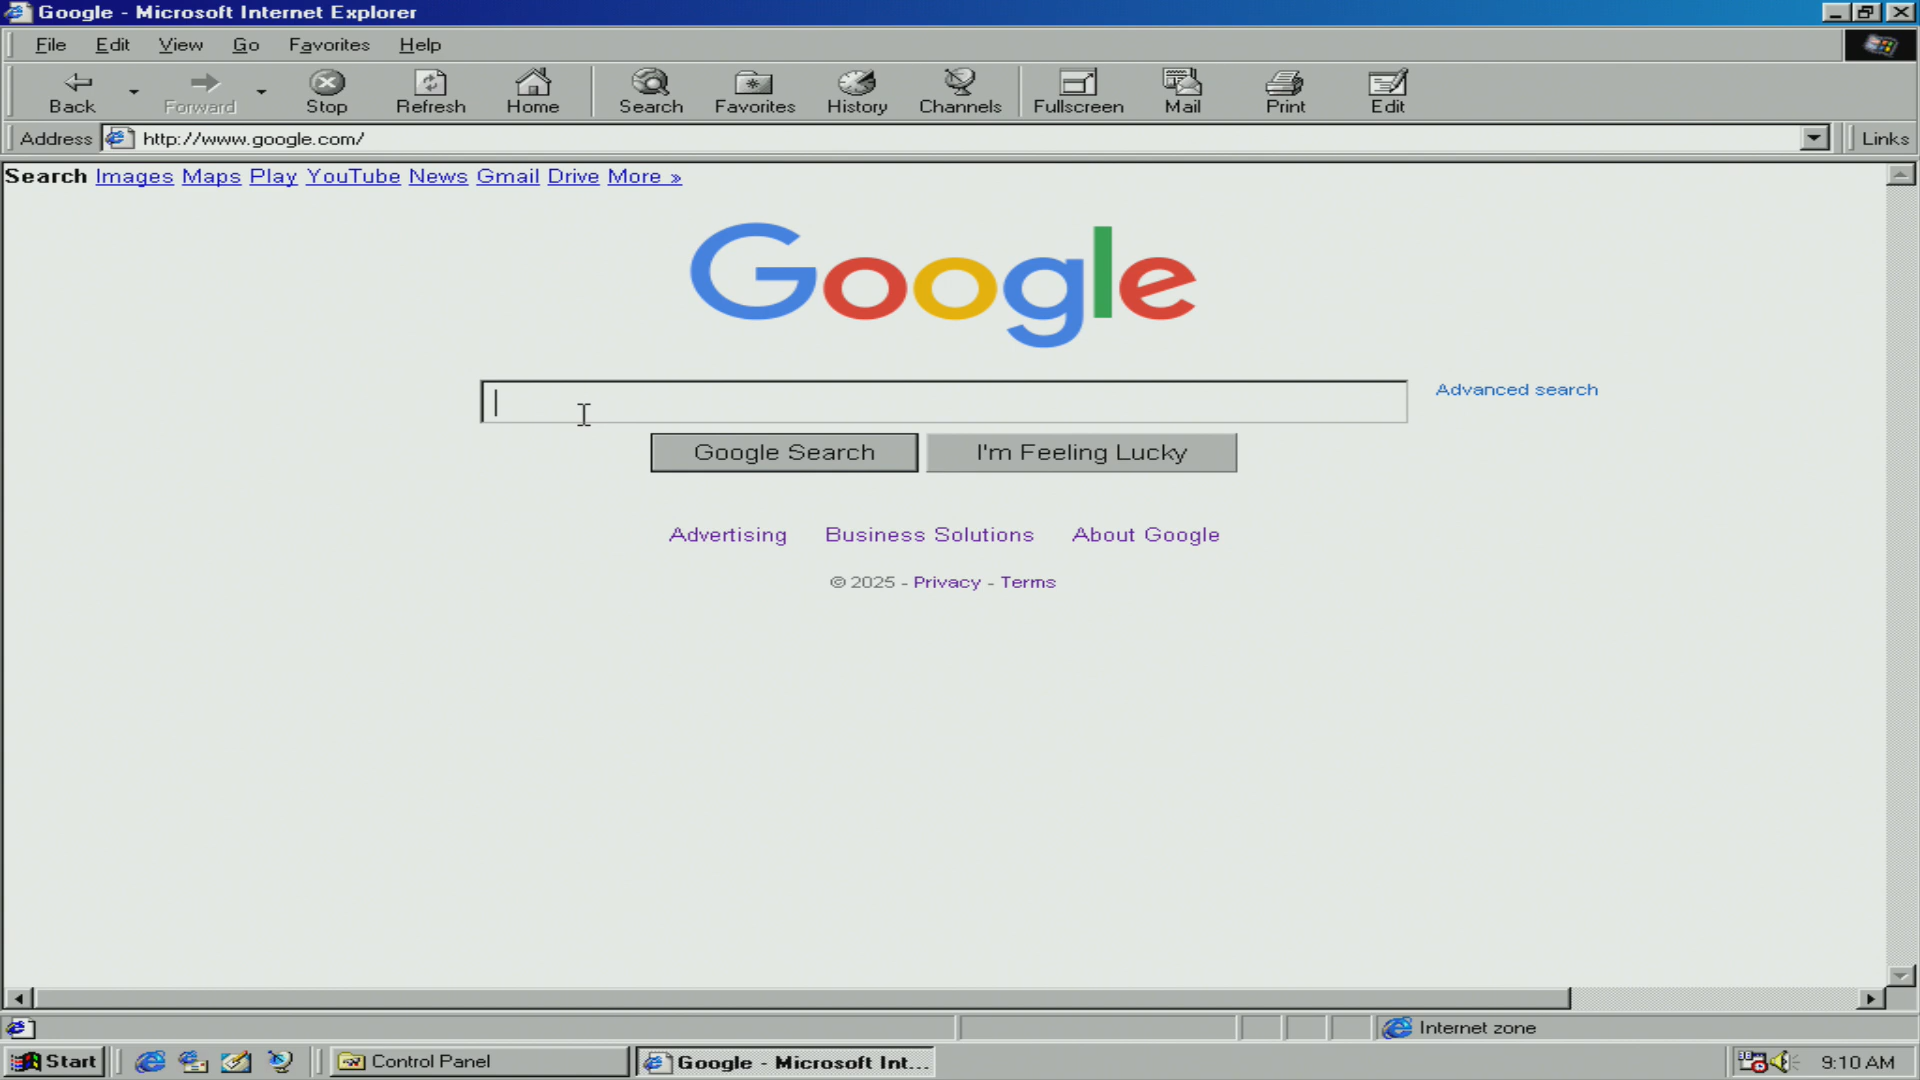 Google - Microsoft Internet Explorer
File Edit View Go Favorites Help
Back Forward Stop Refresh Home Search Favorites History Channels Fullscreen Mail Print Edit
Address http://www.google.com/ Links
Search Images Maps Play YouTube News Gmail Drive More »
Google
Advanced search
Google Search I'm Feeling Lucky
Advertising Business Solutions About Google
© 2025 - Privacy - Terms
Internet zone
Start Control Panel Google - Microsoft Int... 9:10 AM